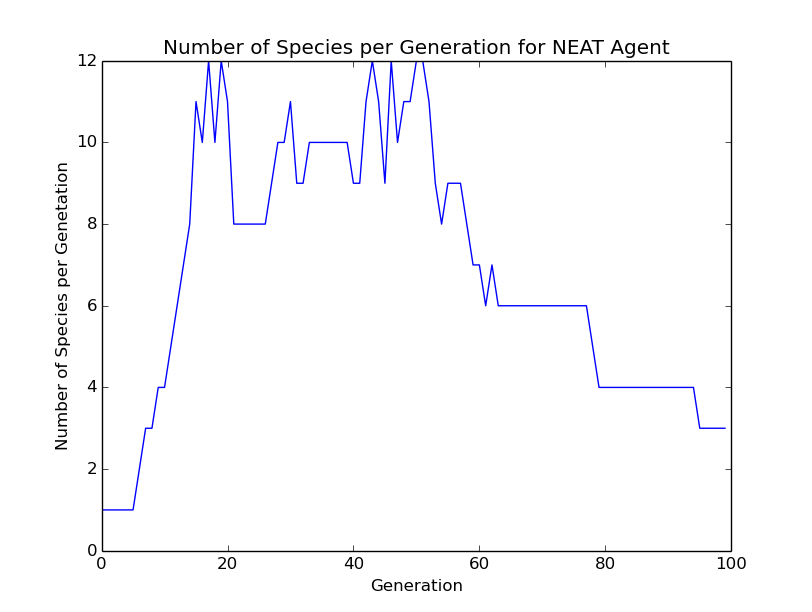 Number of Species per Generation for NEAT Agent
Number of Species per Genetation
12
10
8
6
4
2
0
0 20 40 60 80 100
Generation